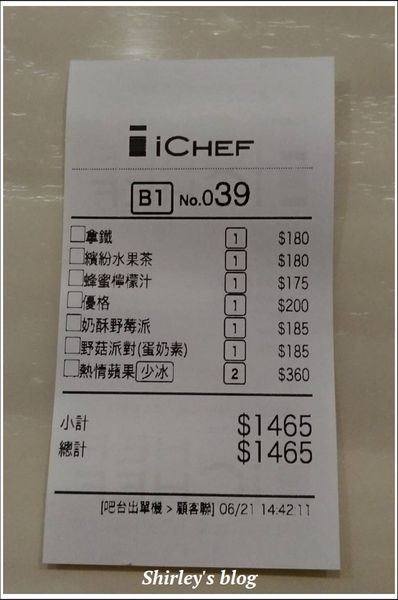 iCHEF
B1 No.039
拿鐵 1 $180
繽紛水果茶 1 $180
蜂蜜檸檬汁 1 $175
優格 1 $200
奶酥野莓派 1 $185
野菇派對(蛋奶素) 1 $185
熱情蘋果 少冰 2 $360
小計 $1465
總計 $1465
[吧台出單機 > 顧客聯] 06/21 14:42:11
Shirley's blog